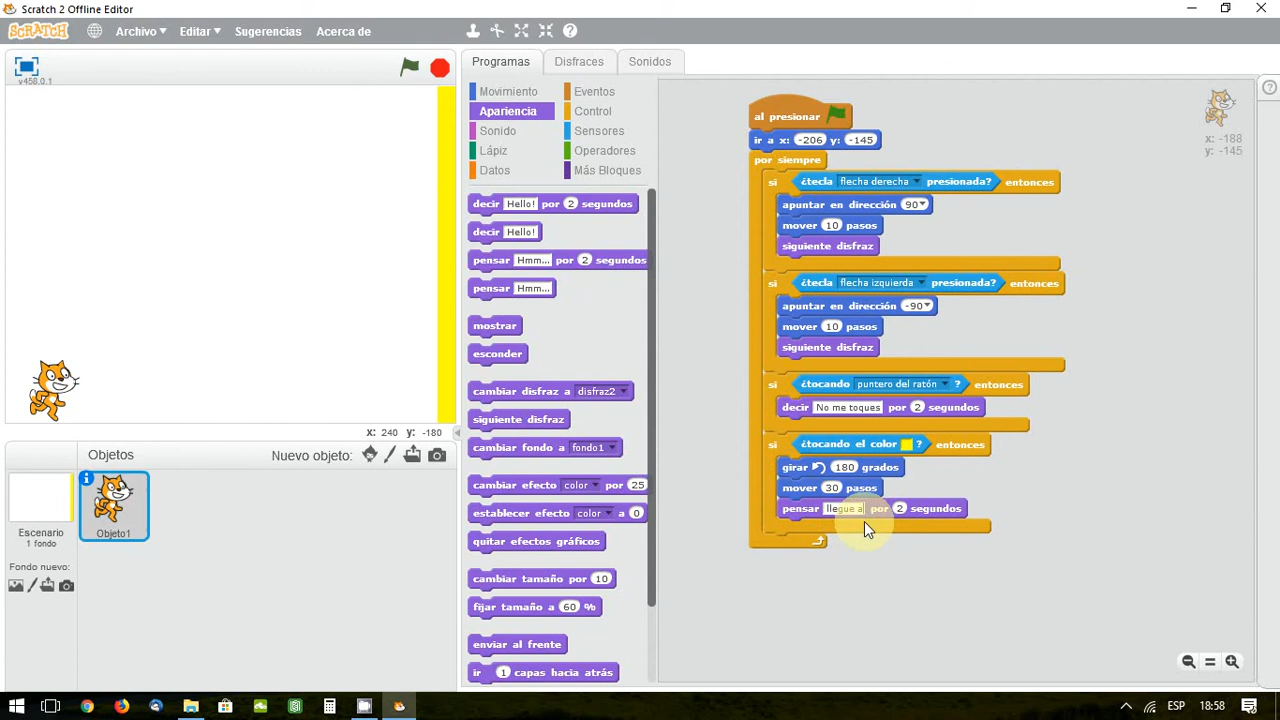 Scratch 2 Offline Editor
SCRATCH Archivo Editar Sugerencias Acerca de
v458.0.1
Programas Disfraces Sonidos
Movimiento Eventos
Apariencia Control
Sonido Sensores
Lápiz Operadores
Datos Más Bloques
decir Hello! por 2 segundos
decir Hello!
pensar Hmm... por 2 segundos
pensar Hmm...
mostrar
esconder
cambiar disfraz a disfraz2
siguiente disfraz
cambiar fondo a fondo1
cambiar efecto color por 25
establecer efecto color a 0
quitar efectos gráficos
cambiar tamaño por 10
fijar tamaño a 60 %
enviar al frente
ir 1 capas hacia atrás
al presionar
ir a x: -206 y: -145
por siempre
si ¿tecla flecha derecha presionada? entonces
apuntar en dirección 90
mover 10 pasos
siguiente disfraz
si ¿tecla flecha izquierda presionada? entonces
apuntar en dirección -90
mover 10 pasos
siguiente disfraz
si ¿tocando puntero del ratón ? entonces
decir No me toques por 2 segundos
si ¿tocando el color ? entonces
girar 180 grados
mover 30 pasos
pensar llegue a por 2 segundos
x: -188
y: -145
x: 240 y: -180
Objetos Nuevo objeto:
Escenario
1 fondo
Fondo nuevo:
Objeto1
ESP 18:58